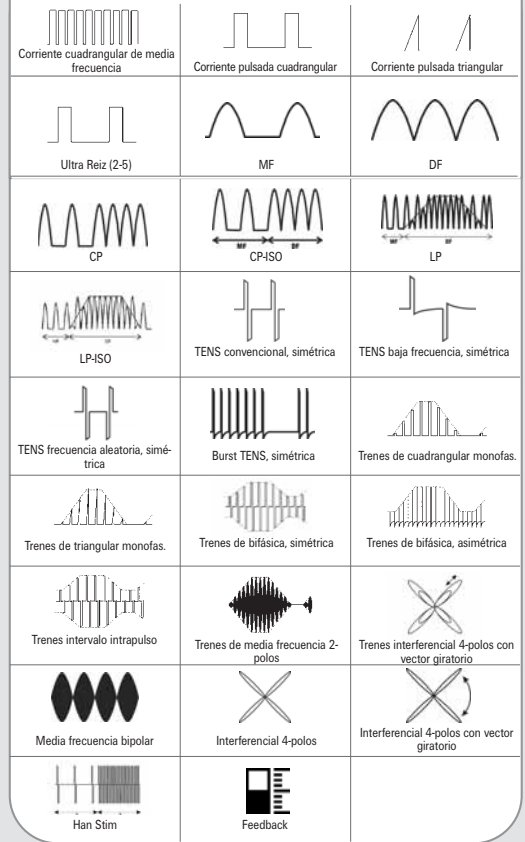 Corriente cuadrangular de media
frecuencia
Corriente pulsada cuadrangular
Corriente pulsada triangular
Ultra Reiz (2-5)
MF
DF
CP
MF
DF
CP-ISO
MF
DF
LP
LP-ISO
TENS convencional, simétrica
TENS baja frecuencia, simétrica
TENS frecuencia aleatoria, simé-
trica
Burst TENS, simétrica
Trenes de cuadrangular monofas.
Trenes de triangular monofas.
Trenes de bifásica, simétrica
Trenes de bifásica, asimétrica
Trenes intervalo intrapulso
Trenes de media frecuencia 2-
polos
Trenes interferencial 4-polos con
vector giratorio
Media frecuencia bipolar
Interferencial 4-polos
Interferencial 4-polos con vector
giratorio
Han Stim
Feedback